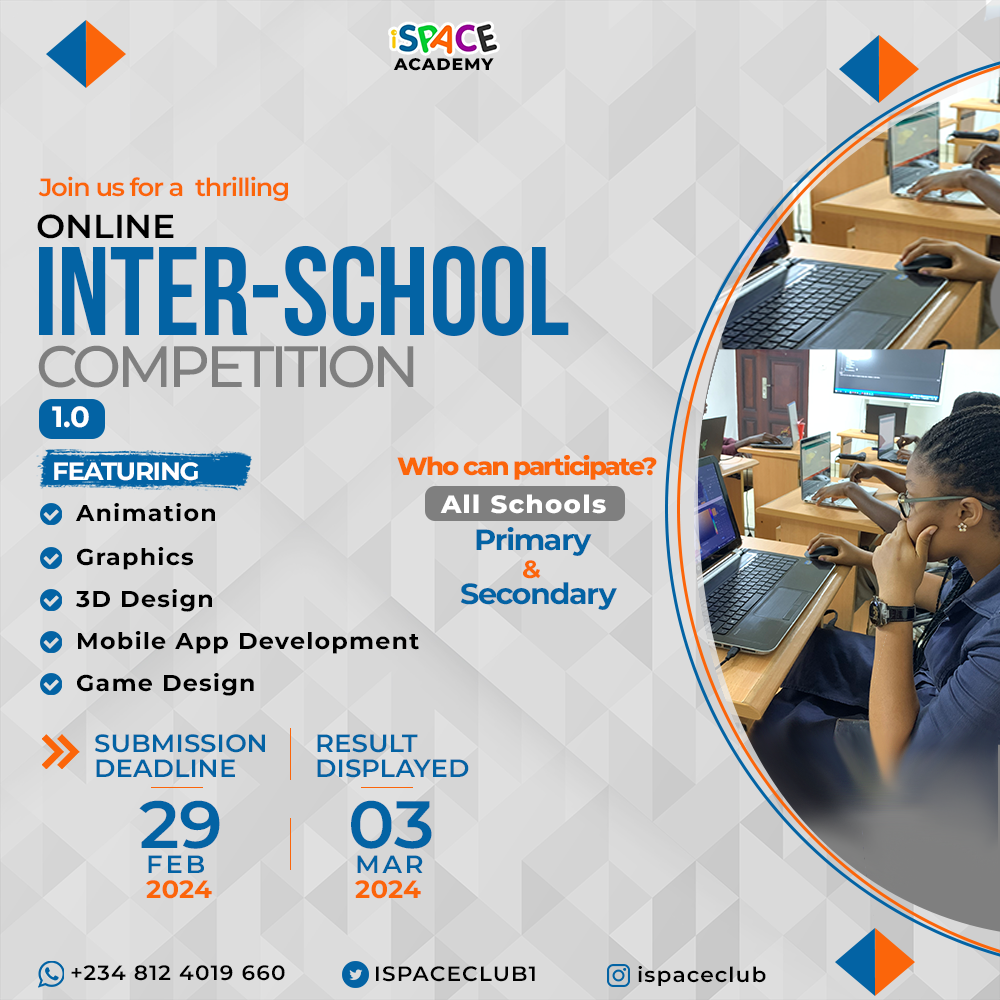 iSPACE
ACADEMY
Join us for a thrilling
ONLINE
INTER-SCHOOL
COMPETITION
1.0
FEATURING
Animation
Graphics
3D Design
Mobile App Development
Game Design
Who can participate?
All Schools
Primary
&
Secondary
SUBMISSION
DEADLINE
29
FEB
2024
RESULT
DISPLAYED
03
MAR
2024
+234 812 4019 660
ISPACECLUB1
ispaceclub